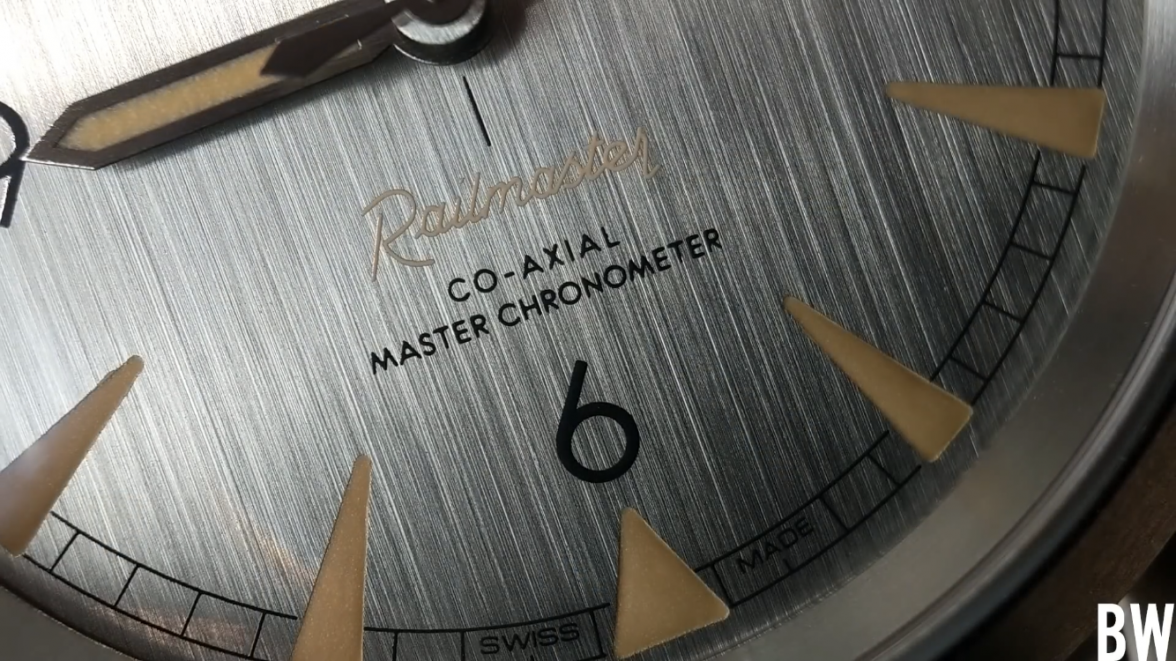 Railmaster
CO-AXIAL
MASTER CHRONOMETER
6
SWISS MADE
BW